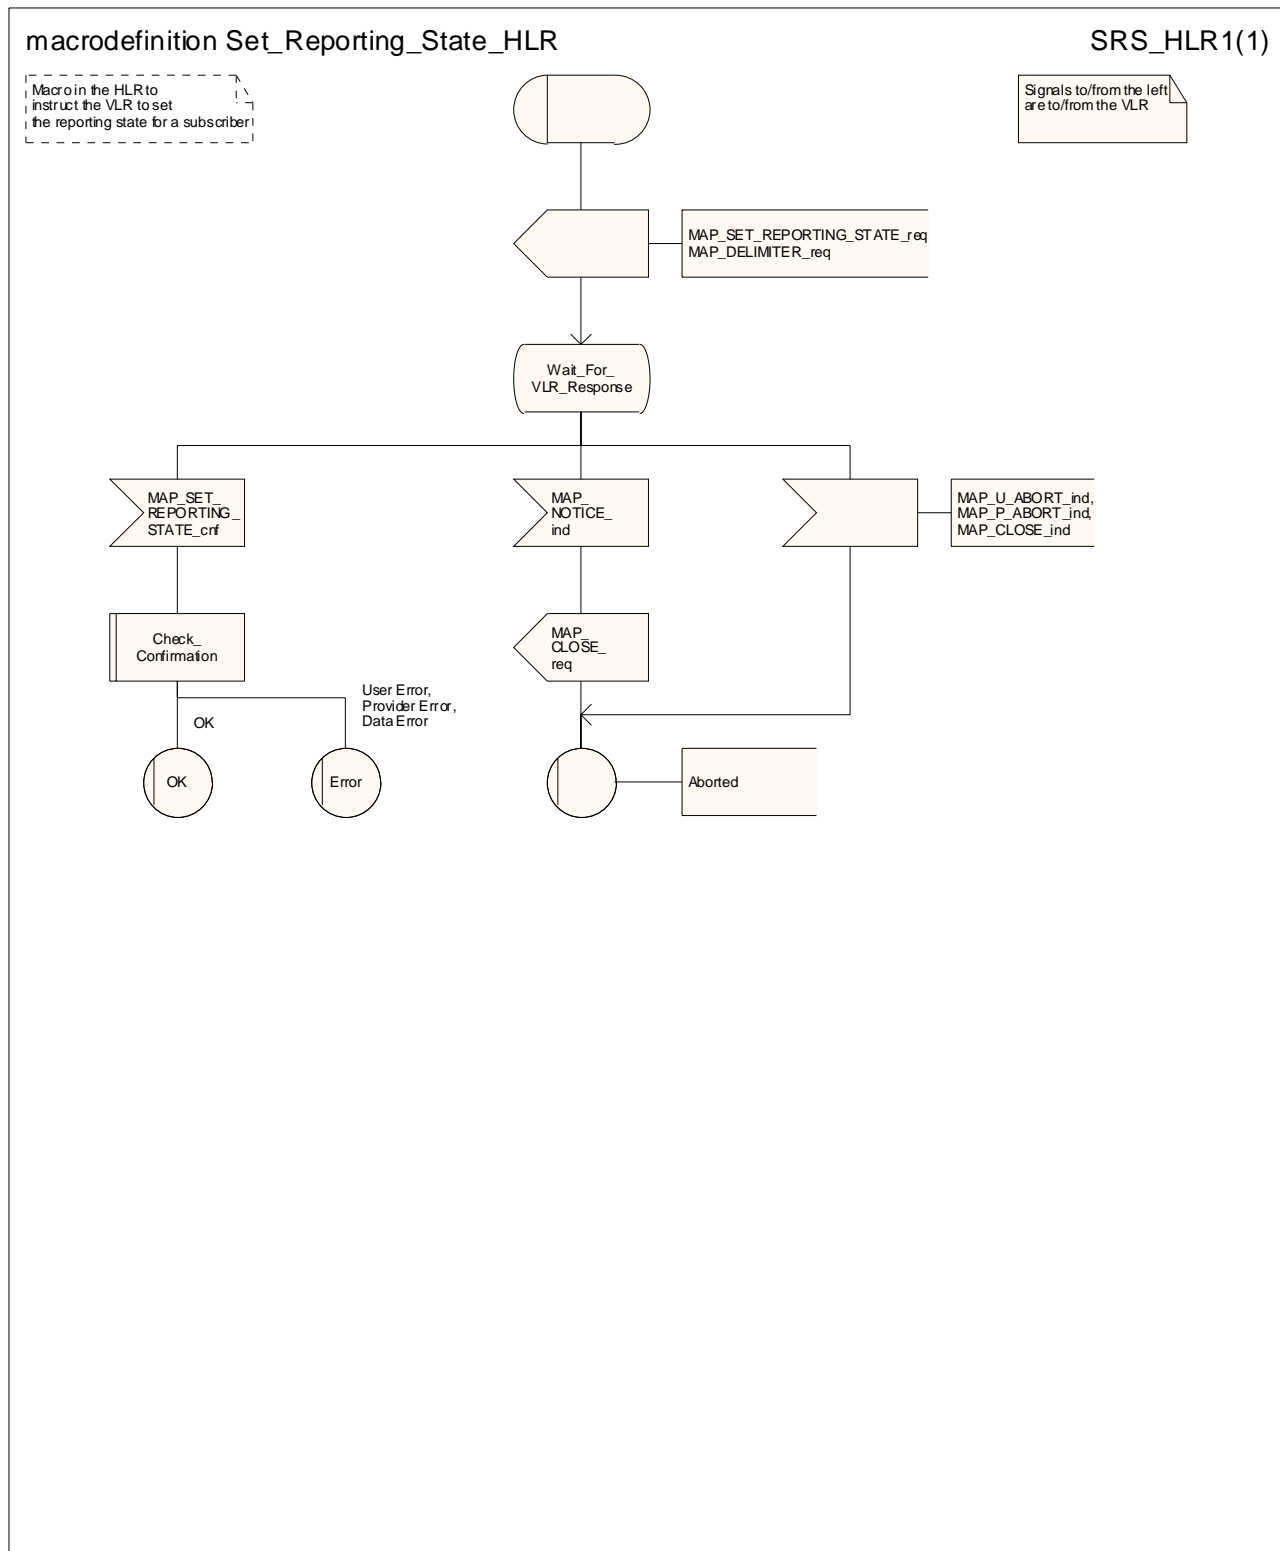 macrodefinition Set_Reporting_State_HLR
SRS_HLR1(1)
Macro in the HLR to
instruct the VLR to set
the reporting state for a subscriber
Signals to/from the left
are to/from the VLR
MAP_SET_REPORTING_STATE_req
MAP_DELIMITER_req
Wait_For_
VLR_Response
MAP_SET_
REPORTING_
STATE_cnf
MAP_
NOTICE_
ind
MAP_U_ABORT_ind,
MAP_P_ABORT_ind,
MAP_CLOSE_ind
Check_
Confirmation
MAP_
CLOSE_
req
User Error,
Provider Error,
Data Error
OK
OK
Error
Aborted